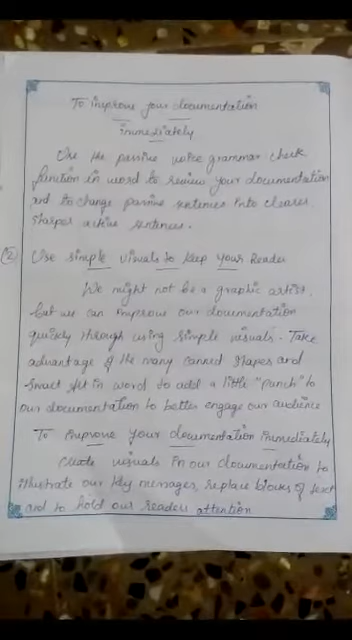 To improve your documentation
immediately
Use the passive voice grammar check
function in word to review your documentation
and to change passive sentences into clearer,
sharper active sentences.
② Use simple visuals to keep your Reader
We might not be a graphic artist,
but we can improve our documentation
quickly through using simple visuals. Take
advantage of the many canned shapes and
Smart Art in word to add a little "punch" to
our documentation to better engage our audience
To Improve your documentation Immediately
Create visuals in our documentation to
illustrate our key messages, replace blocks of text
and to hold our readers attention